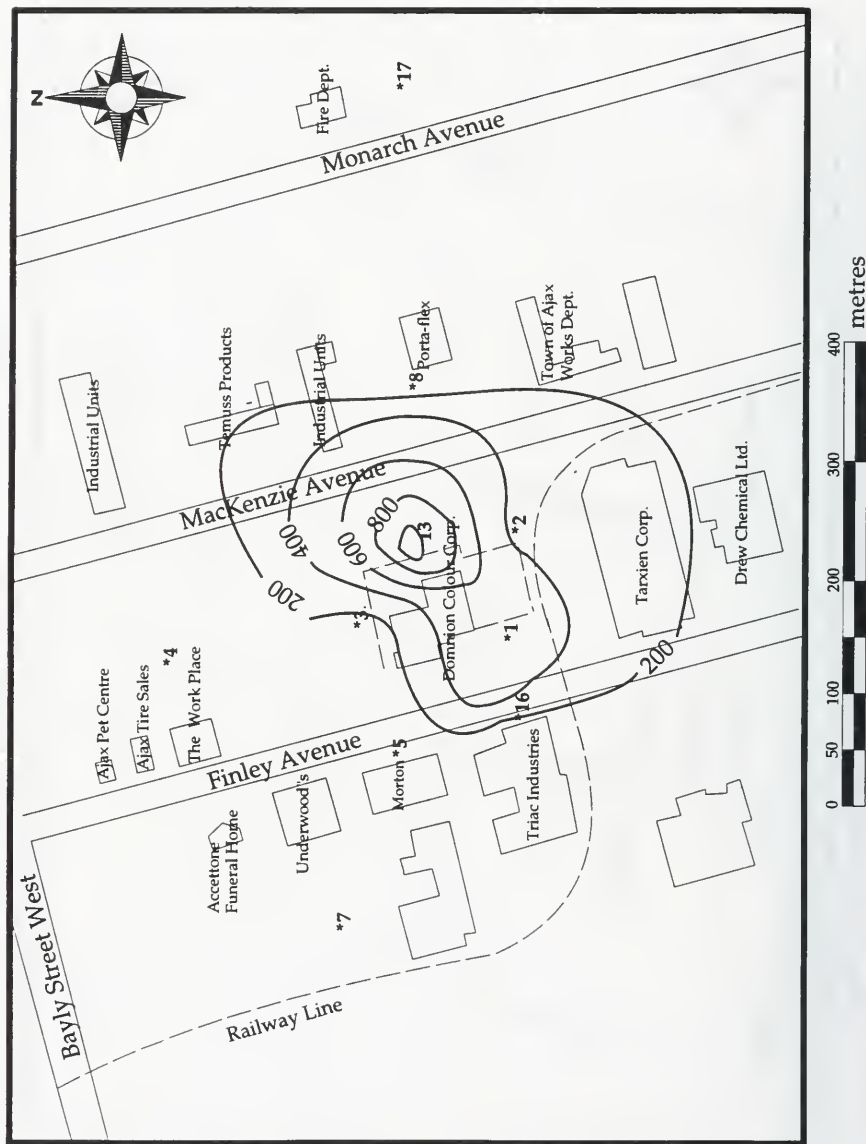 N
Fire Dept.
*17
Monarch Avenue
Industrial Units
Temuss Products
Industrial Units
*8
Porta-flex
Town of Ajax
Works Dept.
MacKenzie Avenue
200
400
600
800
13
*2
*3
Dominion Colour Corp.
*1
Tarxien Corp.
Drew Chemical Ltd.
200
*4
Ajax Pet Centre
Ajax Tire Sales
The Work Place
Finley Avenue
*16
*5
Morton
Underwood's
Accettone
Funeral Home
Triac Industries
*7
Bayly Street West
Railway Line
0
50
100
200
300
400
metres